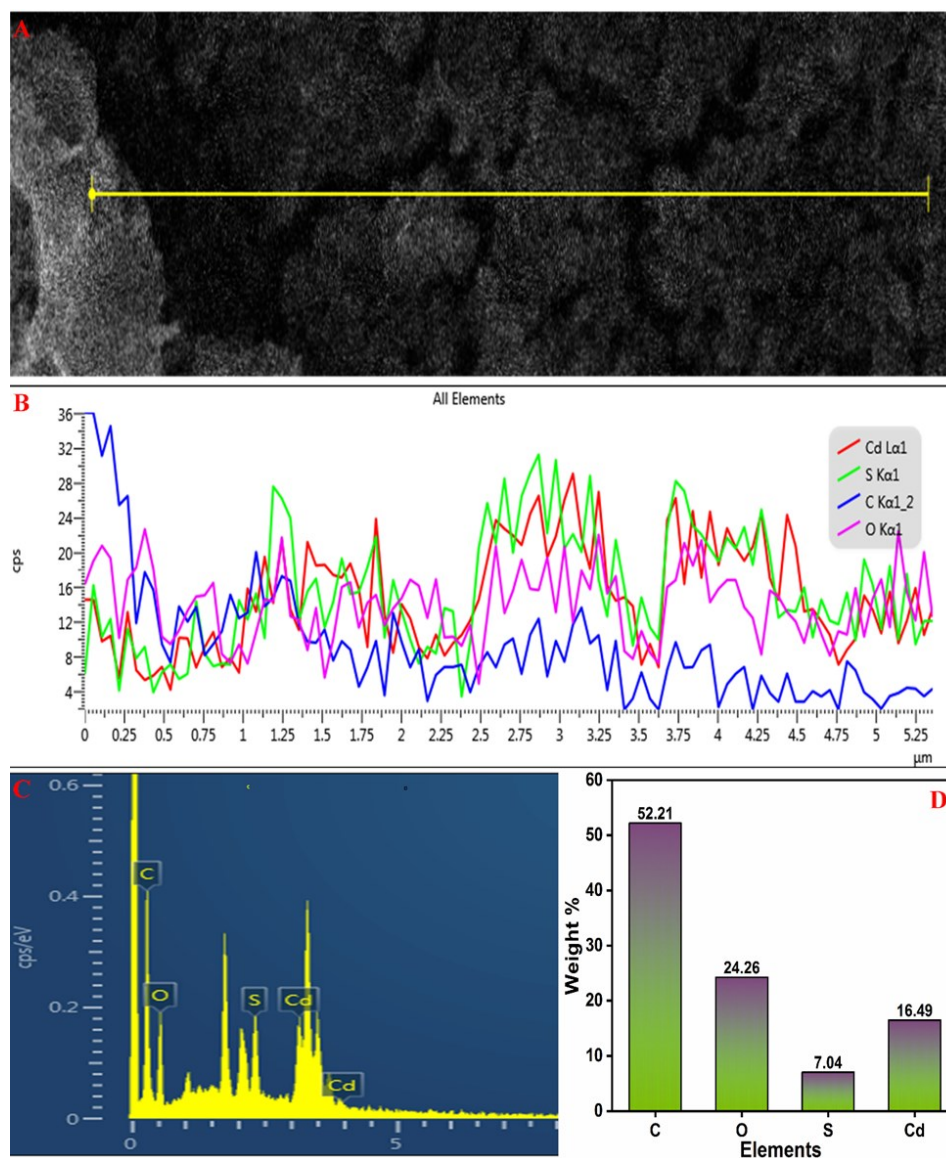 A
B
All Elements
36
32
28
24
20
16
12
8
4
cps
Cd Lα1
S Kα1
C Kα1_2
O Kα1
0 0.25 0.5 0.75 1 1.25 1.5 1.75 2 2.25 2.5 2.75 3 3.25 3.5 3.75 4 4.25 4.5 4.75 5 5.25
µm
C
0.6
0.4
0.2
0
cps/eV
C
O
S
Cd
Cd
0 5
D
60
50
40
30
20
10
0
Weight %
52.21
24.26
7.04
16.49
C O S Cd
Elements